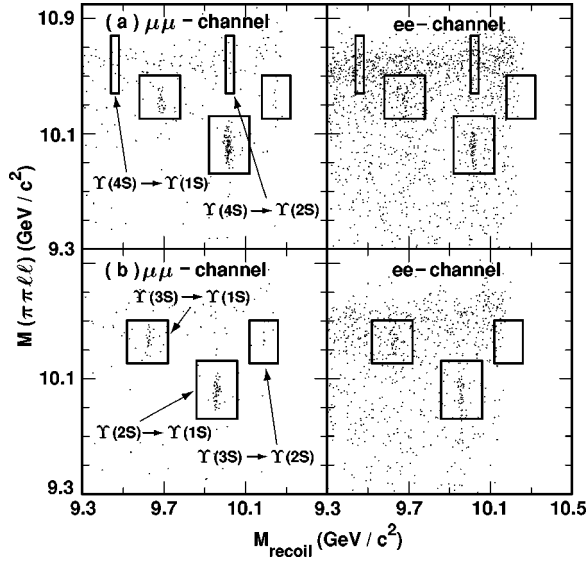 (a) μμ-channel
ee-channel
10.9
10.1
9.3
ϒ(4S) → ϒ(1S)
ϒ(4S) → ϒ(2S)
M (ππℓℓ) (GeV / c²)
(b) μμ-channel
ee-channel
ϒ(3S) → ϒ(1S)
10.1
ϒ(2S) → ϒ(1S)
ϒ(3S) → ϒ(2S)
9.3
9.3 9.7 10.1 9.3 9.7 10.1 10.5
M_recoil (GeV / c²)